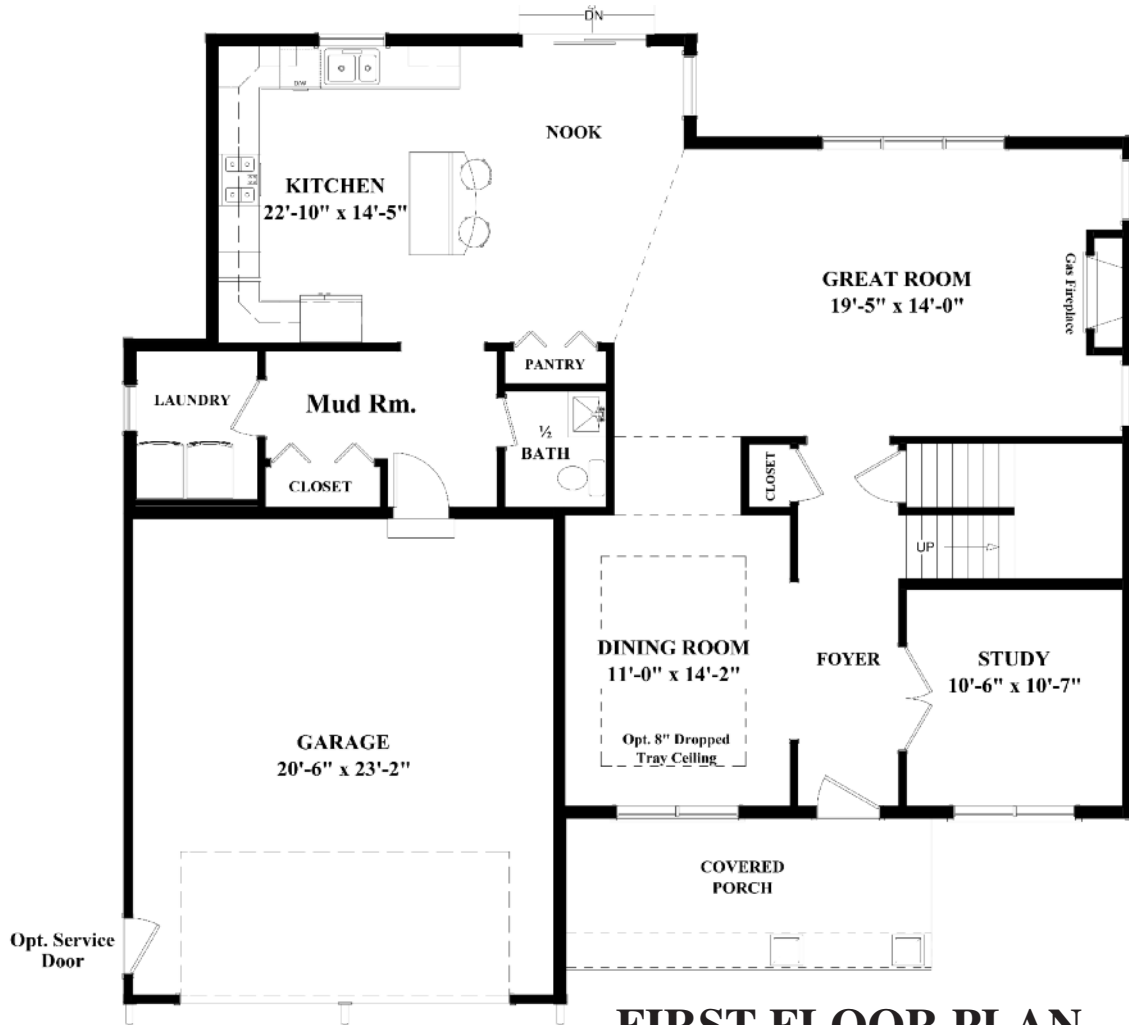 DN
D/W
NOOK
KITCHEN
22'-10" x 14'-5"
GREAT ROOM
19'-5" x 14'-0"
Gas Fireplace
PANTRY
LAUNDRY
Mud Rm.
½
BATH
CLOSET
CLOSET
UP
DINING ROOM
11'-0" x 14'-2"
FOYER
STUDY
10'-6" x 10'-7"
Opt. 8" Dropped
Tray Ceiling
GARAGE
20'-6" x 23'-2"
COVERED
PORCH
Opt. Service
Door
FIRST FLOOR PLAN